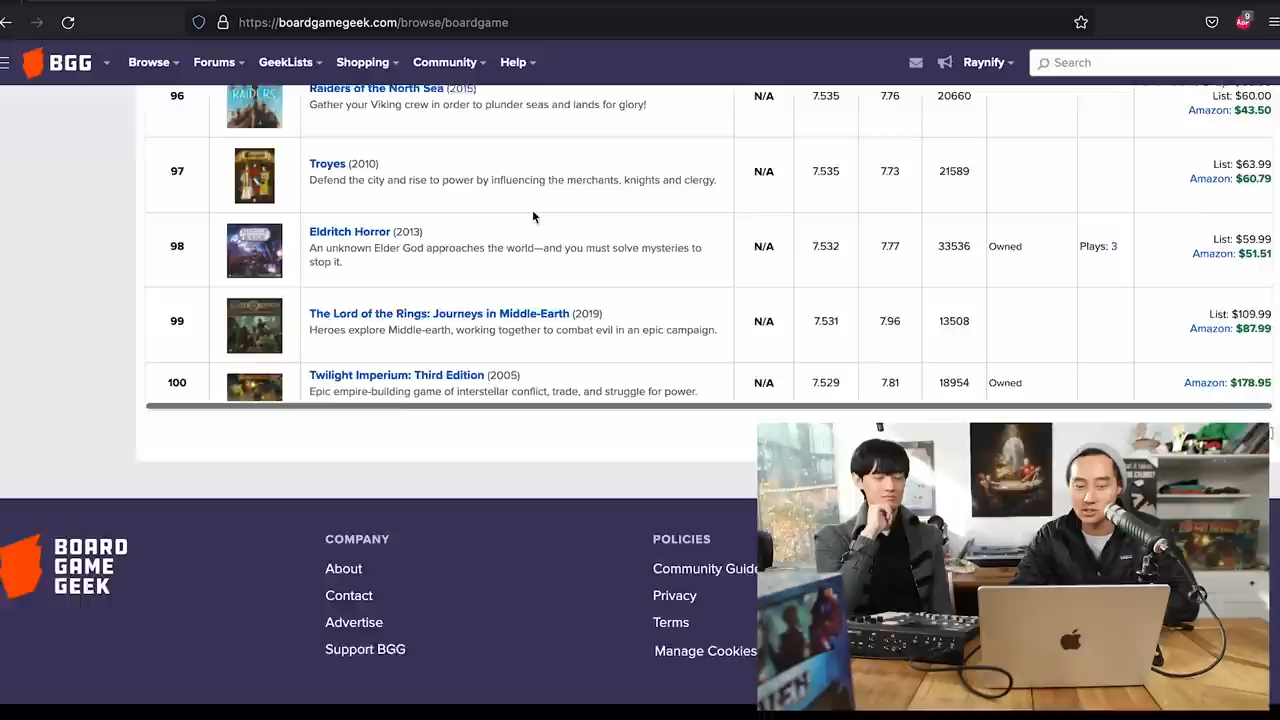 https://boardgamegeek.com/browse/boardgame
9
BGG Browse Forums GeekLists Shopping Community Help Raynify Search
96 Raiders of the North Sea (2015) N/A 7.535 7.76 20660 List: $60.00
RAIDERS Gather your Viking crew in order to plunder seas and lands for glory! Amazon: $43.50
97 Troyes (2010) N/A 7.535 7.73 21589 List: $63.99
Defend the city and rise to power by influencing the merchants, knights and clergy. Amazon: $60.79
98 Eldritch Horror (2013) N/A 7.532 7.77 33536 Owned Plays: 3 List: $59.99
An unknown Elder God approaches the world—and you must solve mysteries to Amazon: $51.51
stop it.
99 The Lord of the Rings: Journeys in Middle-Earth (2019) N/A 7.531 7.96 13508 List: $109.99
Heroes explore Middle-earth, working together to combat evil in an epic campaign. Amazon: $87.99
100 Twilight Imperium: Third Edition (2005) N/A 7.529 7.81 18954 Owned Amazon: $178.95
Epic empire-building game of interstellar conflict, trade, and struggle for power.
BOARD
GAME
GEEK
COMPANY
About
Contact
Advertise
Support BGG
POLICIES
Community Guide
Privacy
Terms
Manage Cookies